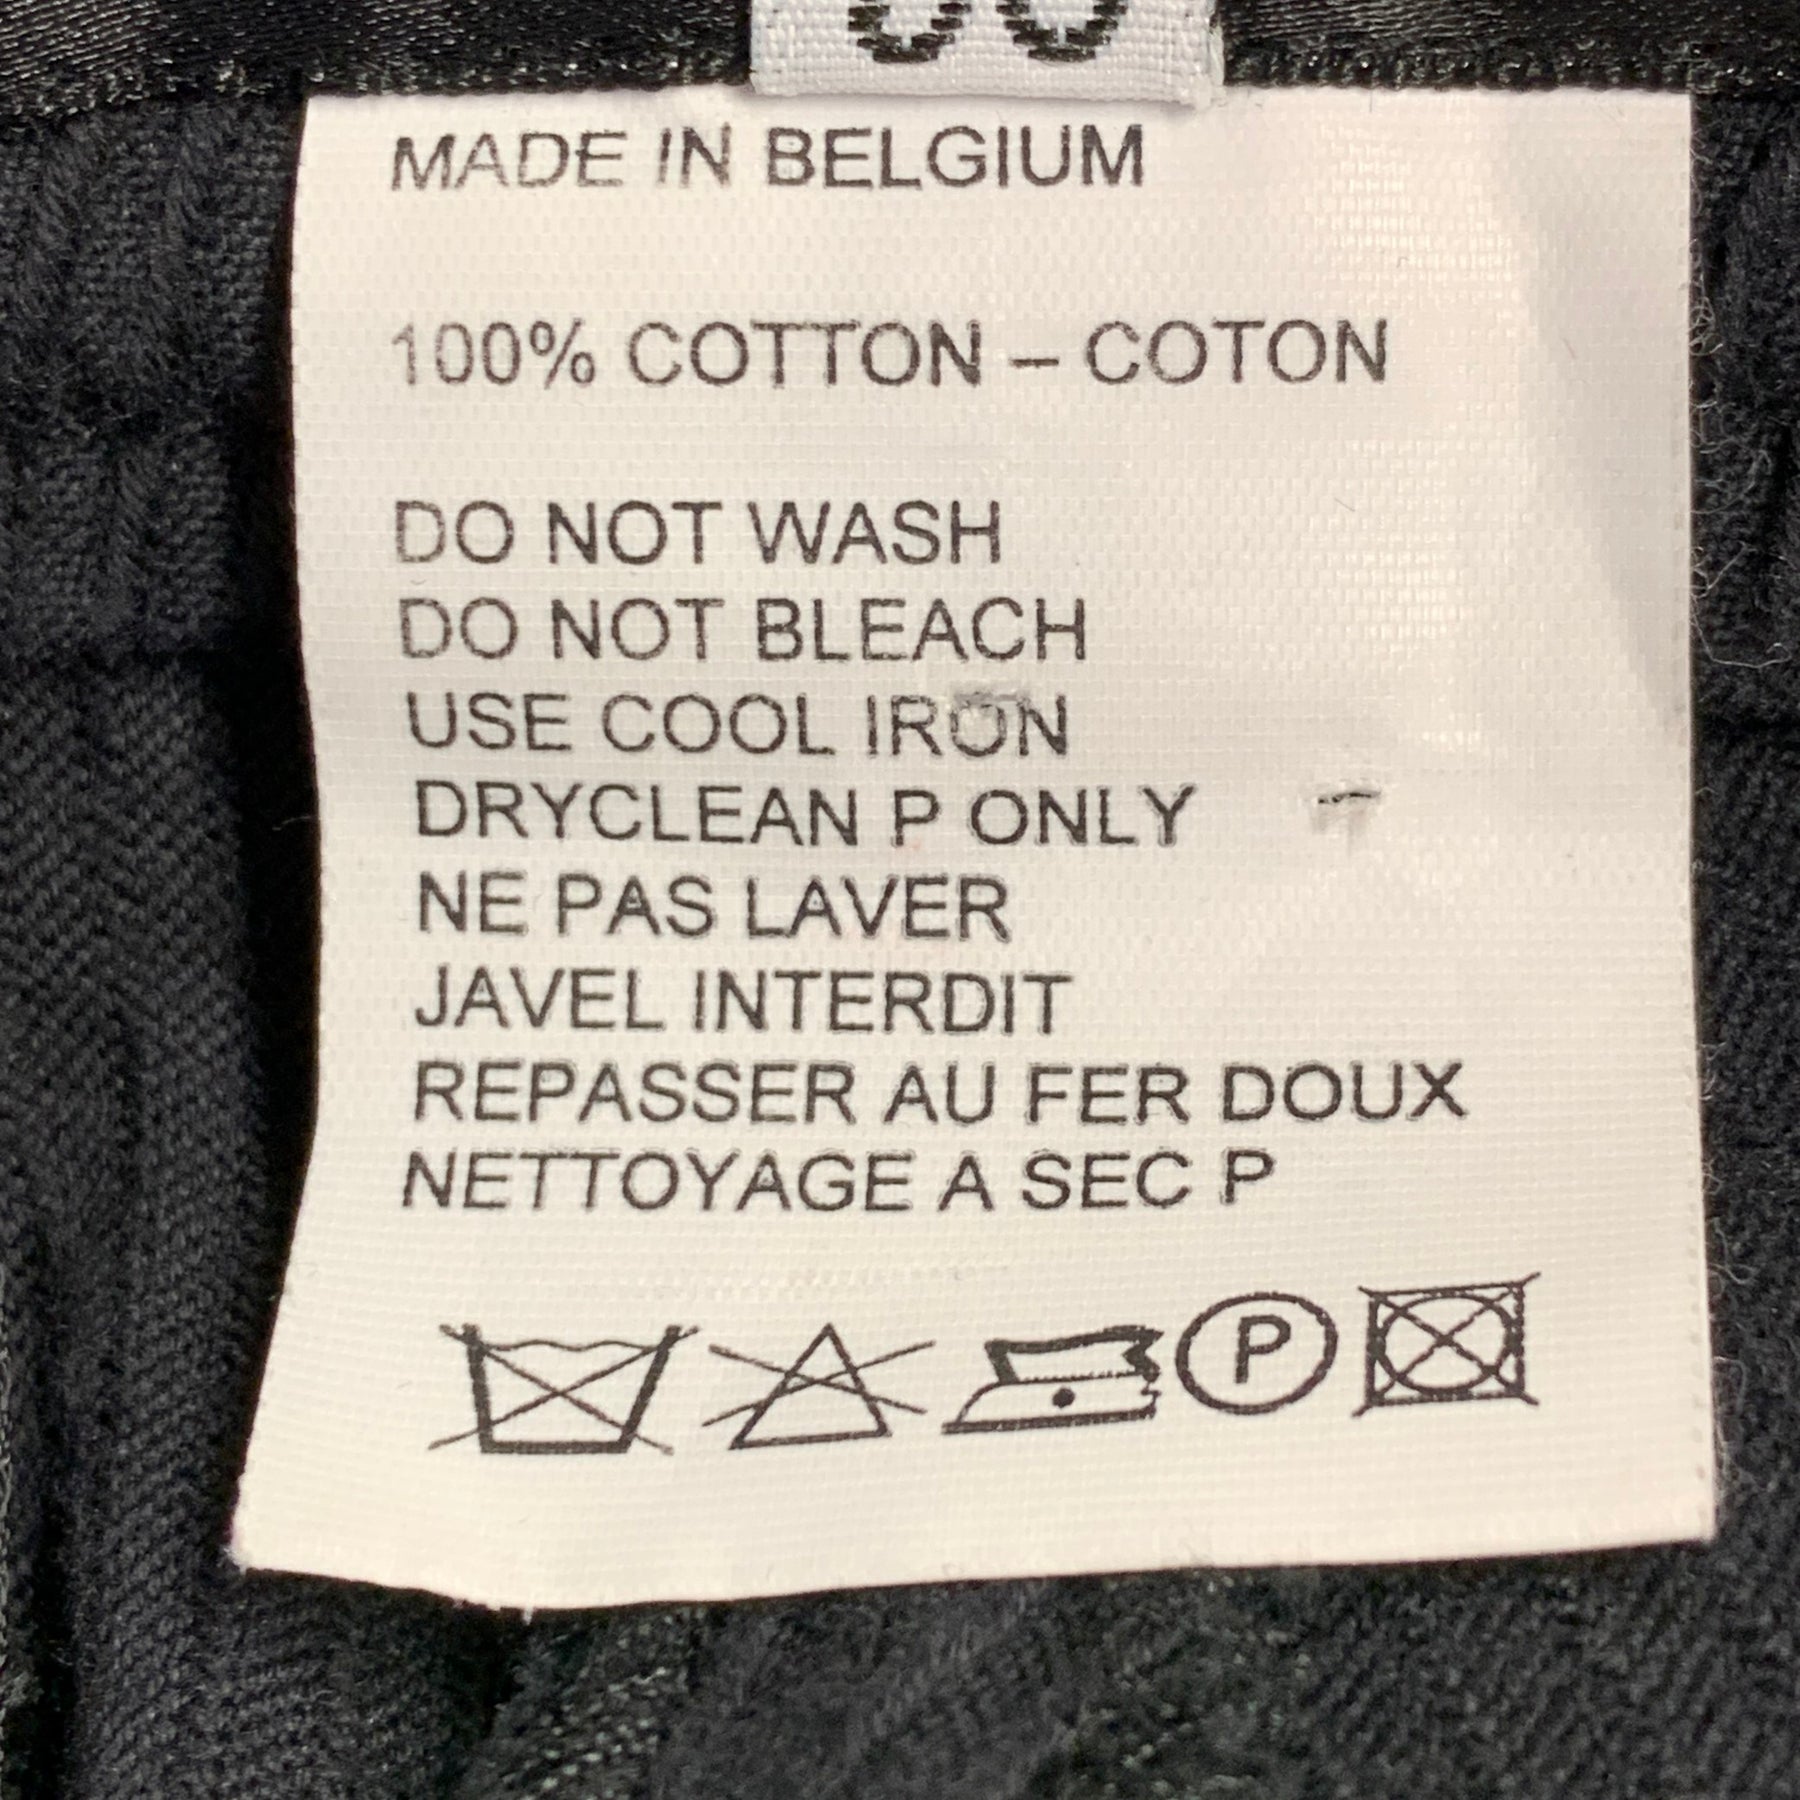 MADE IN BELGIUM
100% COTTON – COTON
DO NOT WASH
DO NOT BLEACH
USE COOL IRON
DRYCLEAN P ONLY
NE PAS LAVER
JAVEL INTERDIT
REPASSER AU FER DOUX
NETTOYAGE A SEC P
P